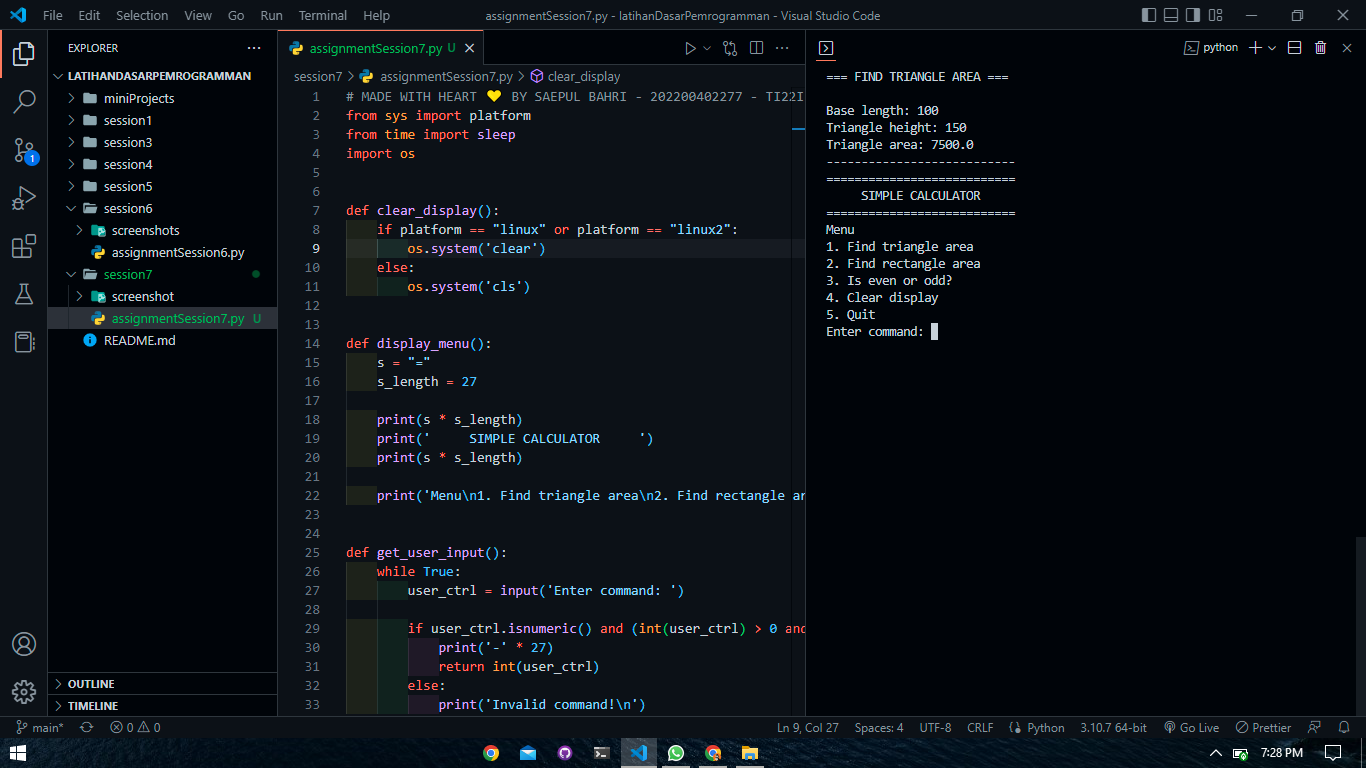 File Edit Selection View Go Run Terminal Help
assignmentSession7.py - latihanDasarPemrogramman - Visual Studio Code
EXPLORER
LATIHANDASARPEMROGRAMMAN
miniProjects
session1
session3
session4
session5
session6
screenshots
assignmentSession6.py
session7
screenshot
assignmentSession7.py U
README.md
OUTLINE
TIMELINE
1
assignmentSession7.py U
session7 > assignmentSession7.py > clear_display
1 # MADE WITH HEART 💛 BY SAEPUL BAHRI - 202200402277 - TI22I
2 from sys import platform
3 from time import sleep
4 import os
5
6
7 def clear_display():
8     if platform == "linux" or platform == "linux2":
9         os.system('clear')
10     else:
11         os.system('cls')
12
13
14 def display_menu():
15     s = "="
16     s_length = 27
17
18     print(s * s_length)
19     print('     SIMPLE CALCULATOR     ')
20     print(s * s_length)
21
22     print('Menu\n1. Find triangle area\n2. Find rectangle ar
23
24
25 def get_user_input():
26     while True:
27         user_ctrl = input('Enter command: ')
28
29         if user_ctrl.isnumeric() and (int(user_ctrl) > 0 and
30             print('-' * 27)
31             return int(user_ctrl)
32         else:
33             print('Invalid command!\n')
python
=== FIND TRIANGLE AREA ===
Base length: 100
Triangle height: 150
Triangle area: 7500.0
---------------------------
===========================
SIMPLE CALCULATOR
===========================
Menu
1. Find triangle area
2. Find rectangle area
3. Is even or odd?
4. Clear display
5. Quit
Enter command:
main* 0 0 Ln 9, Col 27 Spaces: 4 UTF-8 CRLF Python 3.10.7 64-bit Go Live Prettier
7:28 PM